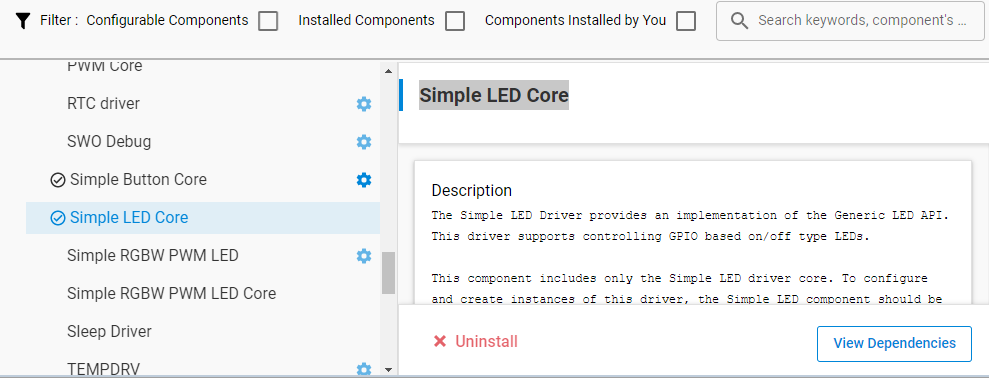 Filter : Configurable Components Installed Components Components Installed by You Search keywords, component's ...
PWM Core
RTC driver
SWO Debug
Simple Button Core
Simple LED Core
Simple RGBW PWM LED
Simple RGBW PWM LED Core
Sleep Driver
TEMPDRV
Simple LED Core
Description
The Simple LED Driver provides an implementation of the Generic LED API.
This driver supports controlling GPIO based on/off type LEDs.
This component includes only the Simple LED driver core. To configure
and create instances of this driver, the Simple LED component should be
Uninstall
View Dependencies